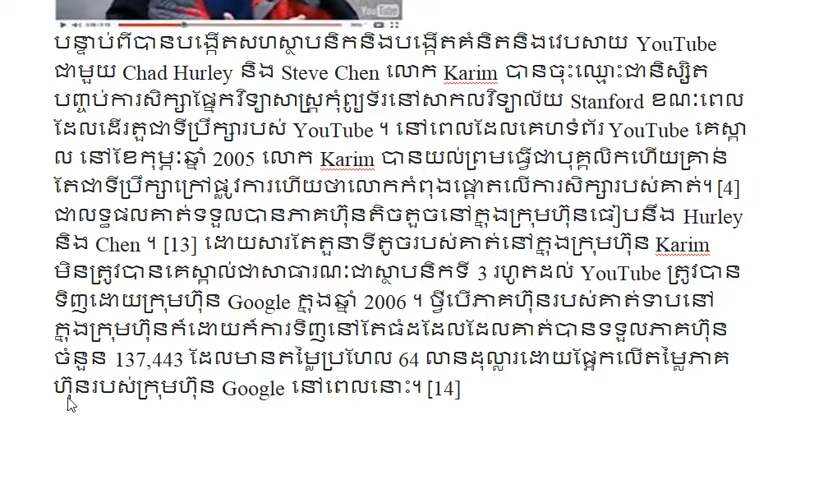 YouTube
បន្ទាប់ពីបានបង្កើតសហស្ថាបនិកនិងបង្កើតគំនិតនិងវេបសាយ YouTube
ជាមួយ Chad Hurley និង Steve Chen លោក Karim បានចុះឈ្មោះជានិស្សិត
បញ្ចប់ការសិក្សាផ្នែកវិទ្យាសាស្ត្រកុំព្យូទ័រនៅសាកលវិទ្យាល័យ Stanford ខណៈពេល
ដែលដើរតួជាទីប្រឹក្សារបស់ YouTube ។ នៅពេលដែលគេហទំព័រ YouTube គេស្គា
ល នៅខែកុម្ភៈឆ្នាំ 2005 លោក Karim បានយល់ព្រមធ្វើជាបុគ្គលិកហើយគ្រាន់
តែជាទីប្រឹក្សាក្រៅផ្លូវការហើយថាលោកកំពុងផ្តោតលើការសិក្សារបស់គាត់។ [4]
ជាលទ្ធផលគាត់ទទួលបានភាគហ៊ុនតិចតួចនៅក្នុងក្រុមហ៊ុនធៀបនឹង Hurley
និង Chen ។ [13] ដោយសារតែតួនាទីតូចរបស់គាត់នៅក្នុងក្រុមហ៊ុន Karim
មិនត្រូវបានគេស្គាល់ជាសាធារណៈជាស្ថាបនិកទី 3 រហូតដល់ YouTube ត្រូវបាន
ទិញដោយក្រុមហ៊ុន Google ក្នុងឆ្នាំ 2006 ។ ថ្វីបើភាគហ៊ុនរបស់គាត់ទាបនៅ
ក្នុងក្រុមហ៊ុនក៏ដោយក៏ការទិញនៅតែធំដដែលដែលគាត់បានទទួលភាគហ៊ុន
ចំនួន 137,443 ដែលមានតម្លៃប្រហែល 64 លានដុល្លារដោយផ្អែកលើតម្លៃភាគ
ហ៊ុនរបស់ក្រុមហ៊ុន Google នៅពេលនោះ។ [14]